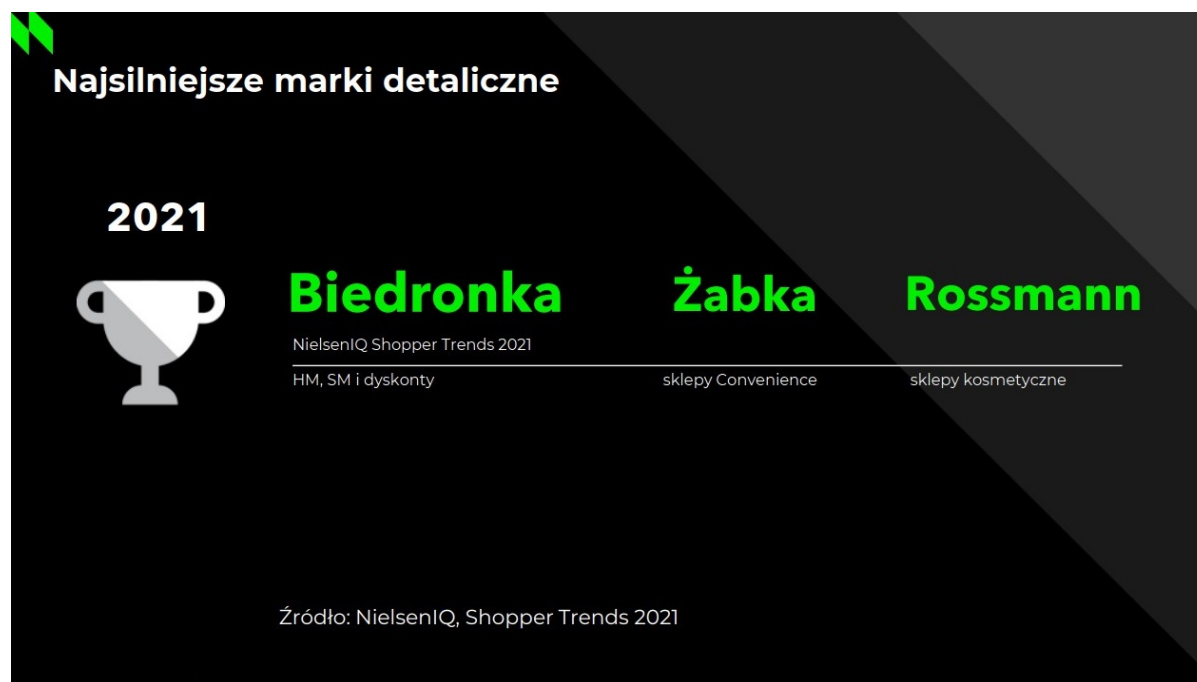 Najsilniejsze marki detaliczne
2021
Biedronka Żabka Rossmann
NielsenIQ Shopper Trends 2021
HM, SM i dyskonty sklepy Convenience sklepy kosmetyczne
Źródło: NielsenIQ, Shopper Trends 2021